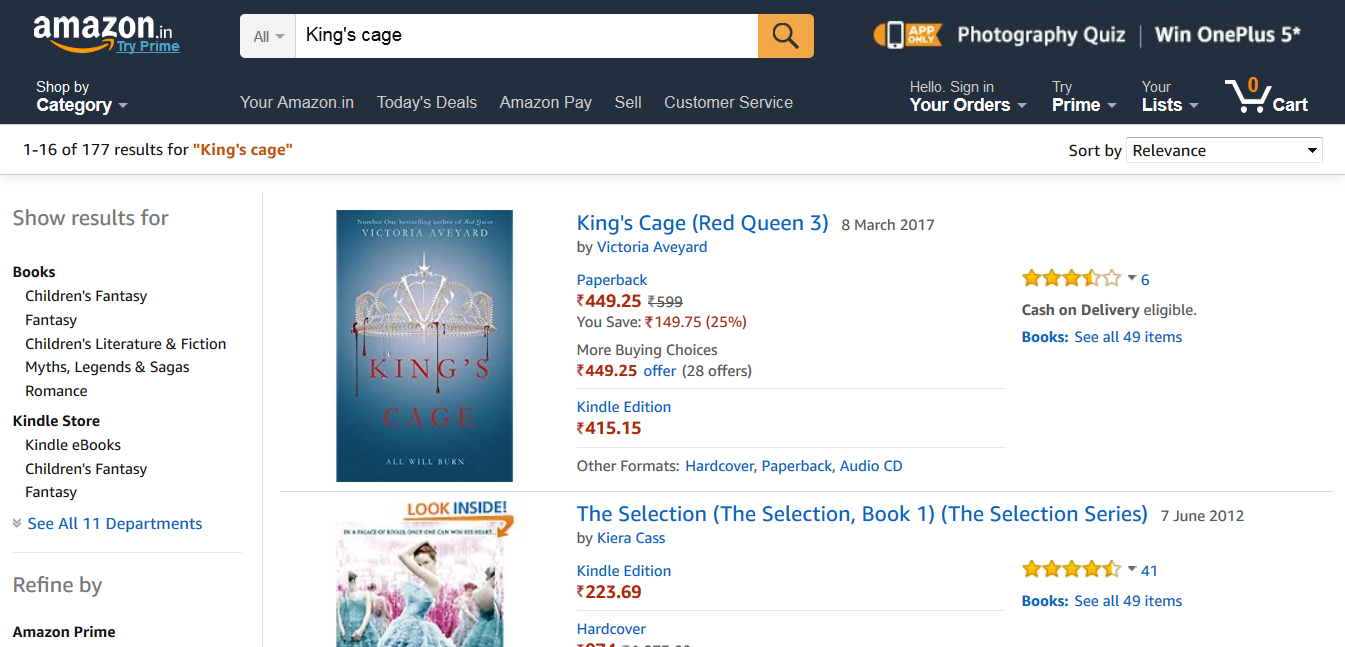 amazon.in
Try Prime
All
King's cage
APP ONLY
Photography Quiz | Win OnePlus 5*
Shop by
Category
Your Amazon.in
Today's Deals
Amazon Pay
Sell
Customer Service
Hello. Sign in
Your Orders
Try
Prime
Your
Lists
0
Cart
1-16 of 177 results for "King's cage"
Sort by Relevance
Show results for
Books
Children's Fantasy
Fantasy
Children's Literature & Fiction
Myths, Legends & Sagas
Romance
Kindle Store
Kindle eBooks
Children's Fantasy
Fantasy
See All 11 Departments
Refine by
Amazon Prime
Number One bestselling author of Red Queen
VICTORIA AVEYARD
KING'S
CAGE
ALL WILL BURN
King's Cage (Red Queen 3) 8 March 2017
by Victoria Aveyard
Paperback
₹449.25 ₹599
You Save: ₹149.75 (25%)
More Buying Choices
₹449.25 offer (28 offers)
Kindle Edition
₹415.15
Other Formats: Hardcover, Paperback, Audio CD
6
Cash on Delivery eligible.
Books: See all 49 items
LOOK INSIDE!
IN A PALACE OF RIVALS, ONLY ONE CAN WIN HIS HEART...
The Selection (The Selection, Book 1) (The Selection Series) 7 June 2012
by Kiera Cass
Kindle Edition
₹223.69
Hardcover
41
Books: See all 49 items